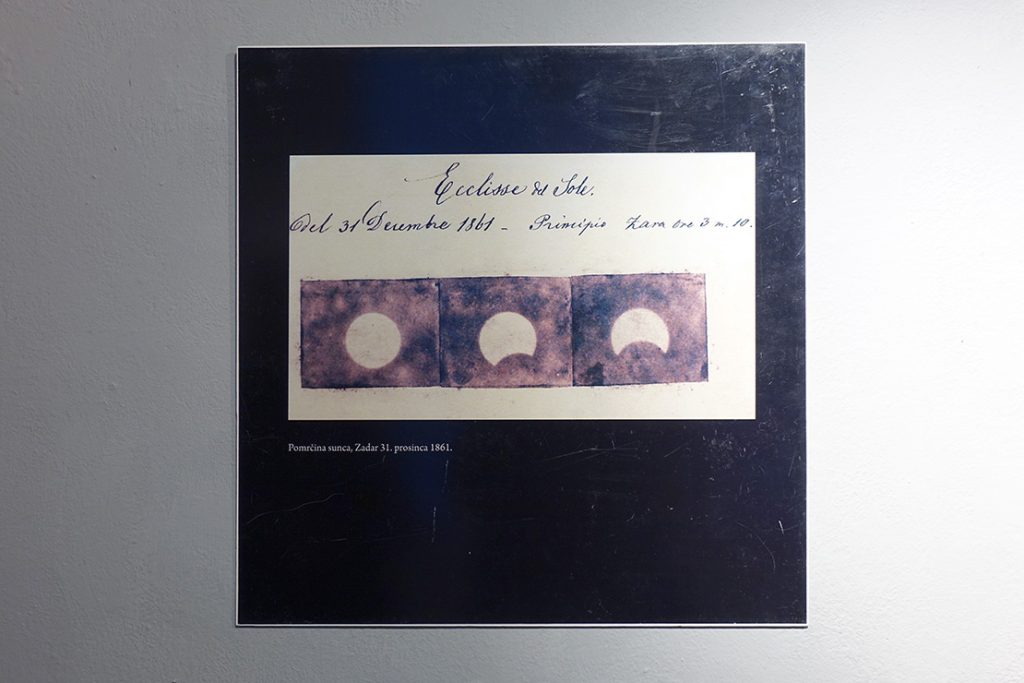 Ecclisse del Sole.
Del 31 Decembre 1861 - Principio Zara ore 3 m. 10.
Pomrčina sunca, Zadar 31. prosinca 1861.